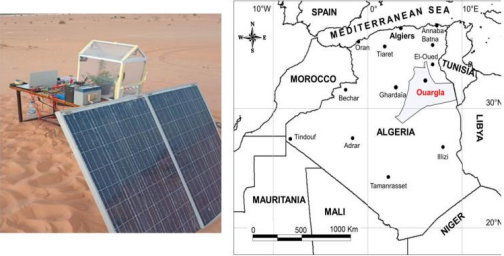 10°W
0°
10°E
SPAIN
MEDITERRANEAN SEA
N
W
E
S
Algiers
Annaba
Batna
Oran
Tiaret
El-Oued
TUNISIA
MOROCCO
Ouargla
Bechar
Ghardaïa
30°N
ALGERIA
LIBYA
Tindouf
Adrar
Illizi
Tamanrasset
MAURITANIA
MALI
NIGER
20°N
0 500 1000 Km